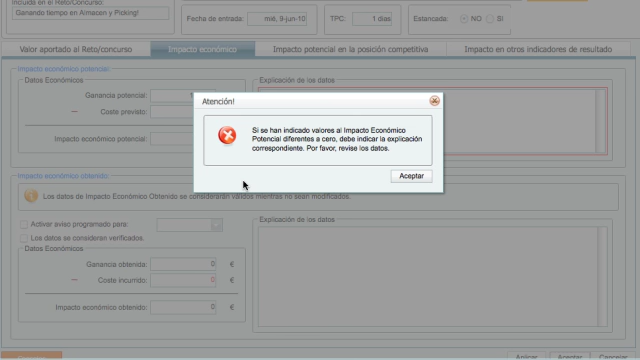 Incluida en el Reto/Concurso:
Ganando tiempo en Almacen y Picking!
Fecha de entrada: mié, 9-jun-10
TPC: 1 días
Estancada: NO SI
Valor aportado al Reto/concurso
Impacto económico
Impacto potencial en la posición competitiva
Impacto en otros indicadores de resultado
Impacto económico potencial:
Datos Económicos
Explicación de los datos
Ganancia potencial:
— Coste previsto:
Impacto económico potencial:
Atención!
Si se han indicado valores al Impacto Económico
Potencial diferentes a cero, debe indicar la explicación
correspondiente. Por favor, revise los datos.
Aceptar
Impacto económico obtenido:
Los datos de Impacto Económico Obtenido se considerarán válidos mientras no sean modificados.
Activar aviso programado para:
Los datos se consideran verificados.
Explicación de los datos
Datos Económicos
Ganancia obtenida: 0 €
— Coste incurrido: 0 €
Impacto económico obtenido: 0 €
Aplicar Aceptar Cancelar